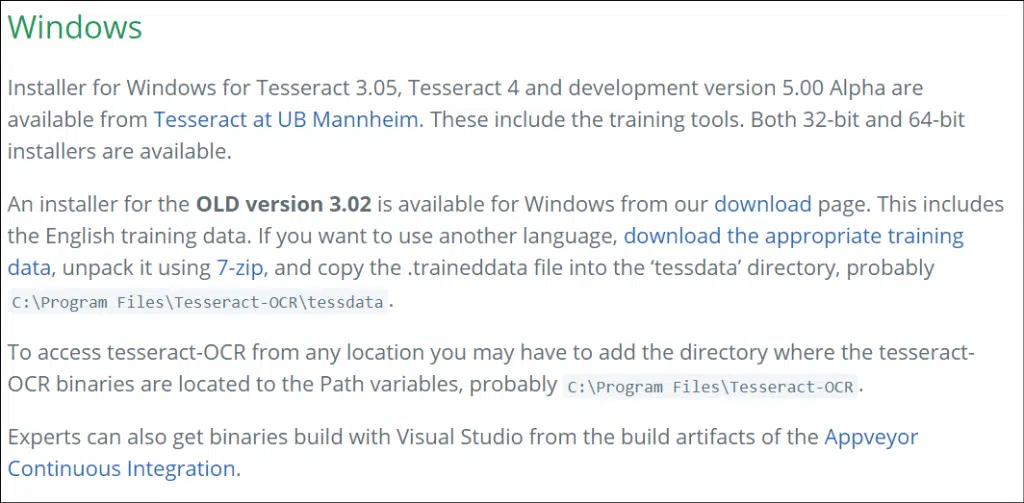 Windows
Installer for Windows for Tesseract 3.05, Tesseract 4 and development version 5.00 Alpha are
available from Tesseract at UB Mannheim. These include the training tools. Both 32-bit and 64-bit
installers are available.
An installer for the OLD version 3.02 is available for Windows from our download page. This includes
the English training data. If you want to use another language, download the appropriate training
data, unpack it using 7-zip, and copy the .traineddata file into the ‘tessdata’ directory, probably
C:\Program Files\Tesseract-OCR\tessdata.
To access tesseract-OCR from any location you may have to add the directory where the tesseract-
OCR binaries are located to the Path variables, probably C:\Program Files\Tesseract-OCR.
Experts can also get binaries build with Visual Studio from the build artifacts of the Appveyor
Continuous Integration.